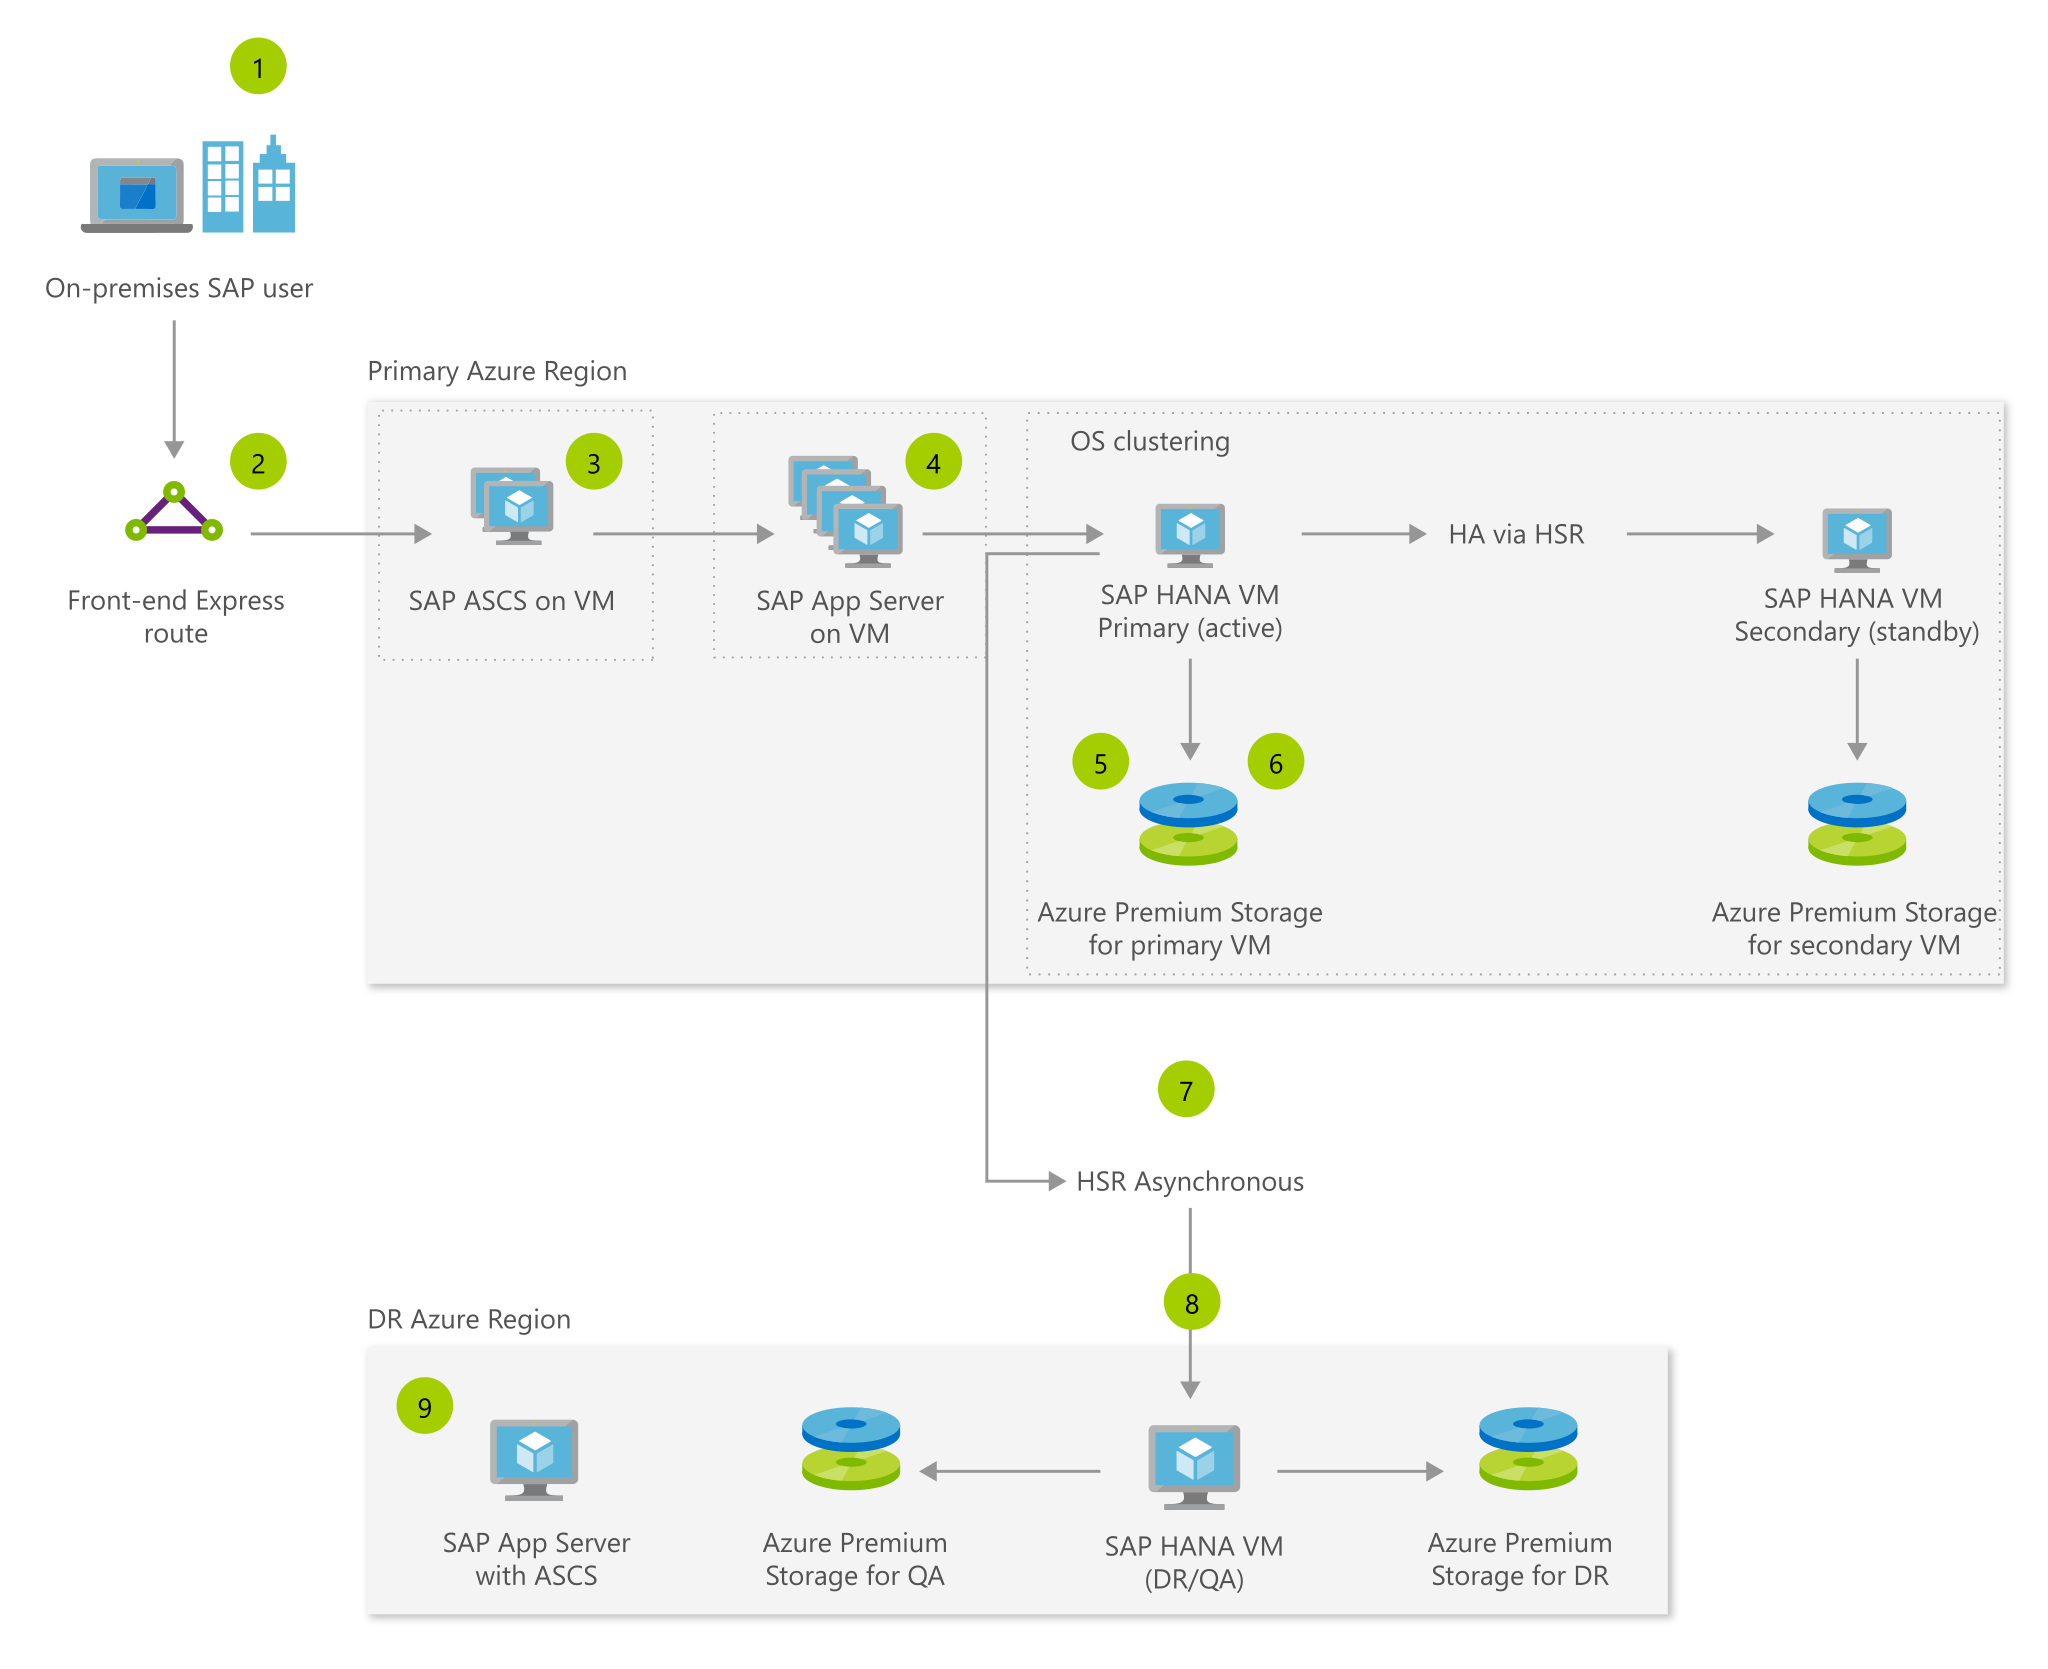 1
On-premises SAP user
Primary Azure Region
2
Front-end Express
route
3
SAP ASCS on VM
4
SAP App Server
on VM
OS clustering
SAP HANA VM
Primary (active)
HA via HSR
SAP HANA VM
Secondary (standby)
5
6
Azure Premium Storage
for primary VM
Azure Premium Storage
for secondary VM
7
HSR Asynchronous
8
DR Azure Region
9
SAP App Server
with ASCS
Azure Premium
Storage for QA
SAP HANA VM
(DR/QA)
Azure Premium
Storage for DR